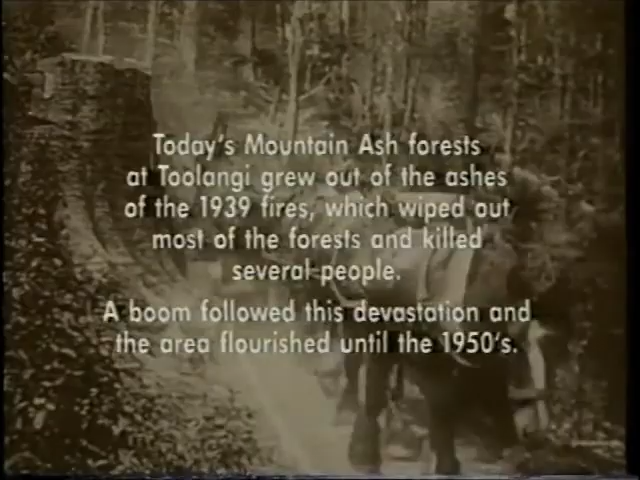 Today's Mountain Ash forests
at Toolangi grew out of the ashes
of the 1939 fires, which wiped out
most of the forests and killed
several people.
A boom followed this devastation and
the area flourished until the 1950's.